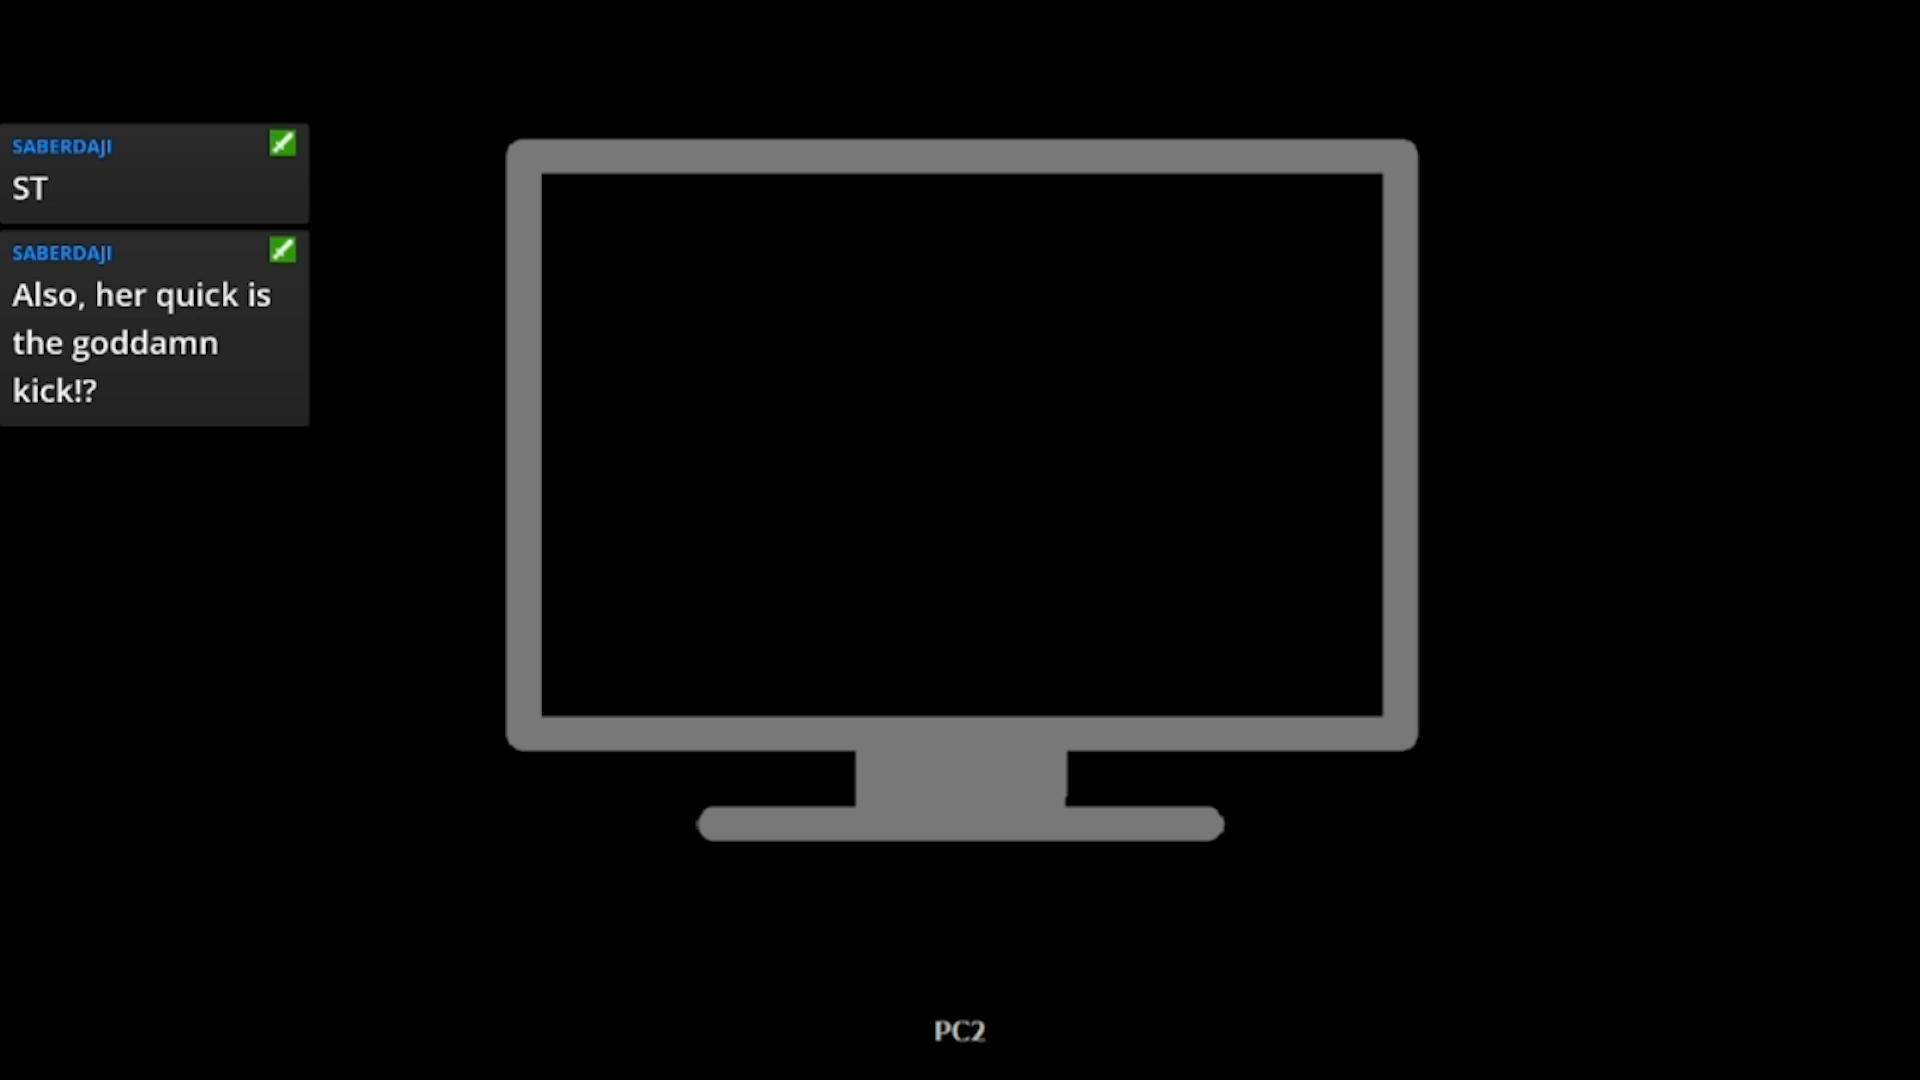 SABERDAJI
ST
SABERDAJI
Also, her quick is
the goddamn
kick!?
PC2